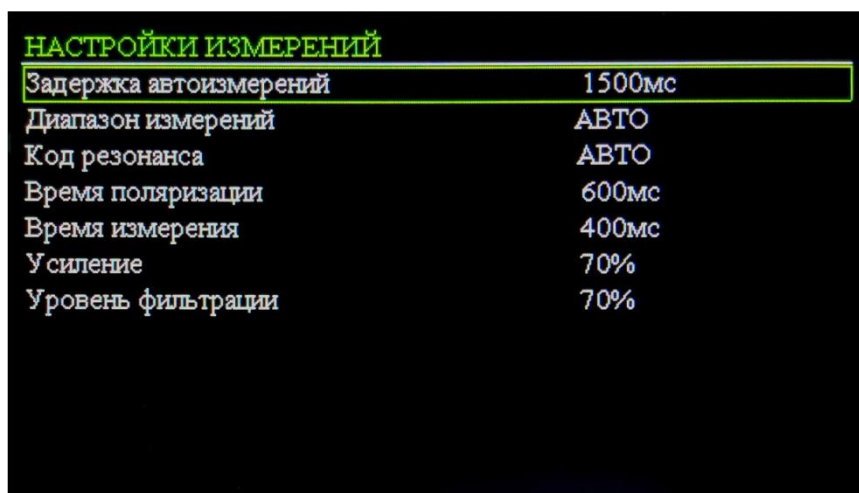 НАСТРОЙКИ ИЗМЕРЕНИЙ
Задержка автоизмерений 1500мс
Диапазон измерений АВТО
Код резонанса АВТО
Время поляризации 600мс
Время измерения 400мс
Усиление 70%
Уровень фильтрации 70%